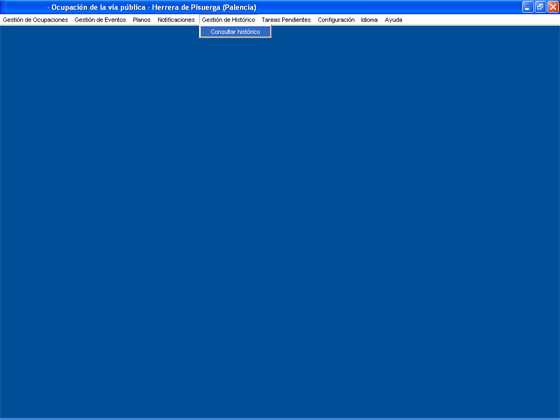 - Ocupación de la vía pública - Herrera de Pisuerga (Palencia)
Gestión de Ocupaciones Gestión de Eventos Planos Notificaciones Gestión de Histórico Tareas Pendientes Configuración Idioma Ayuda
Consultar histórico